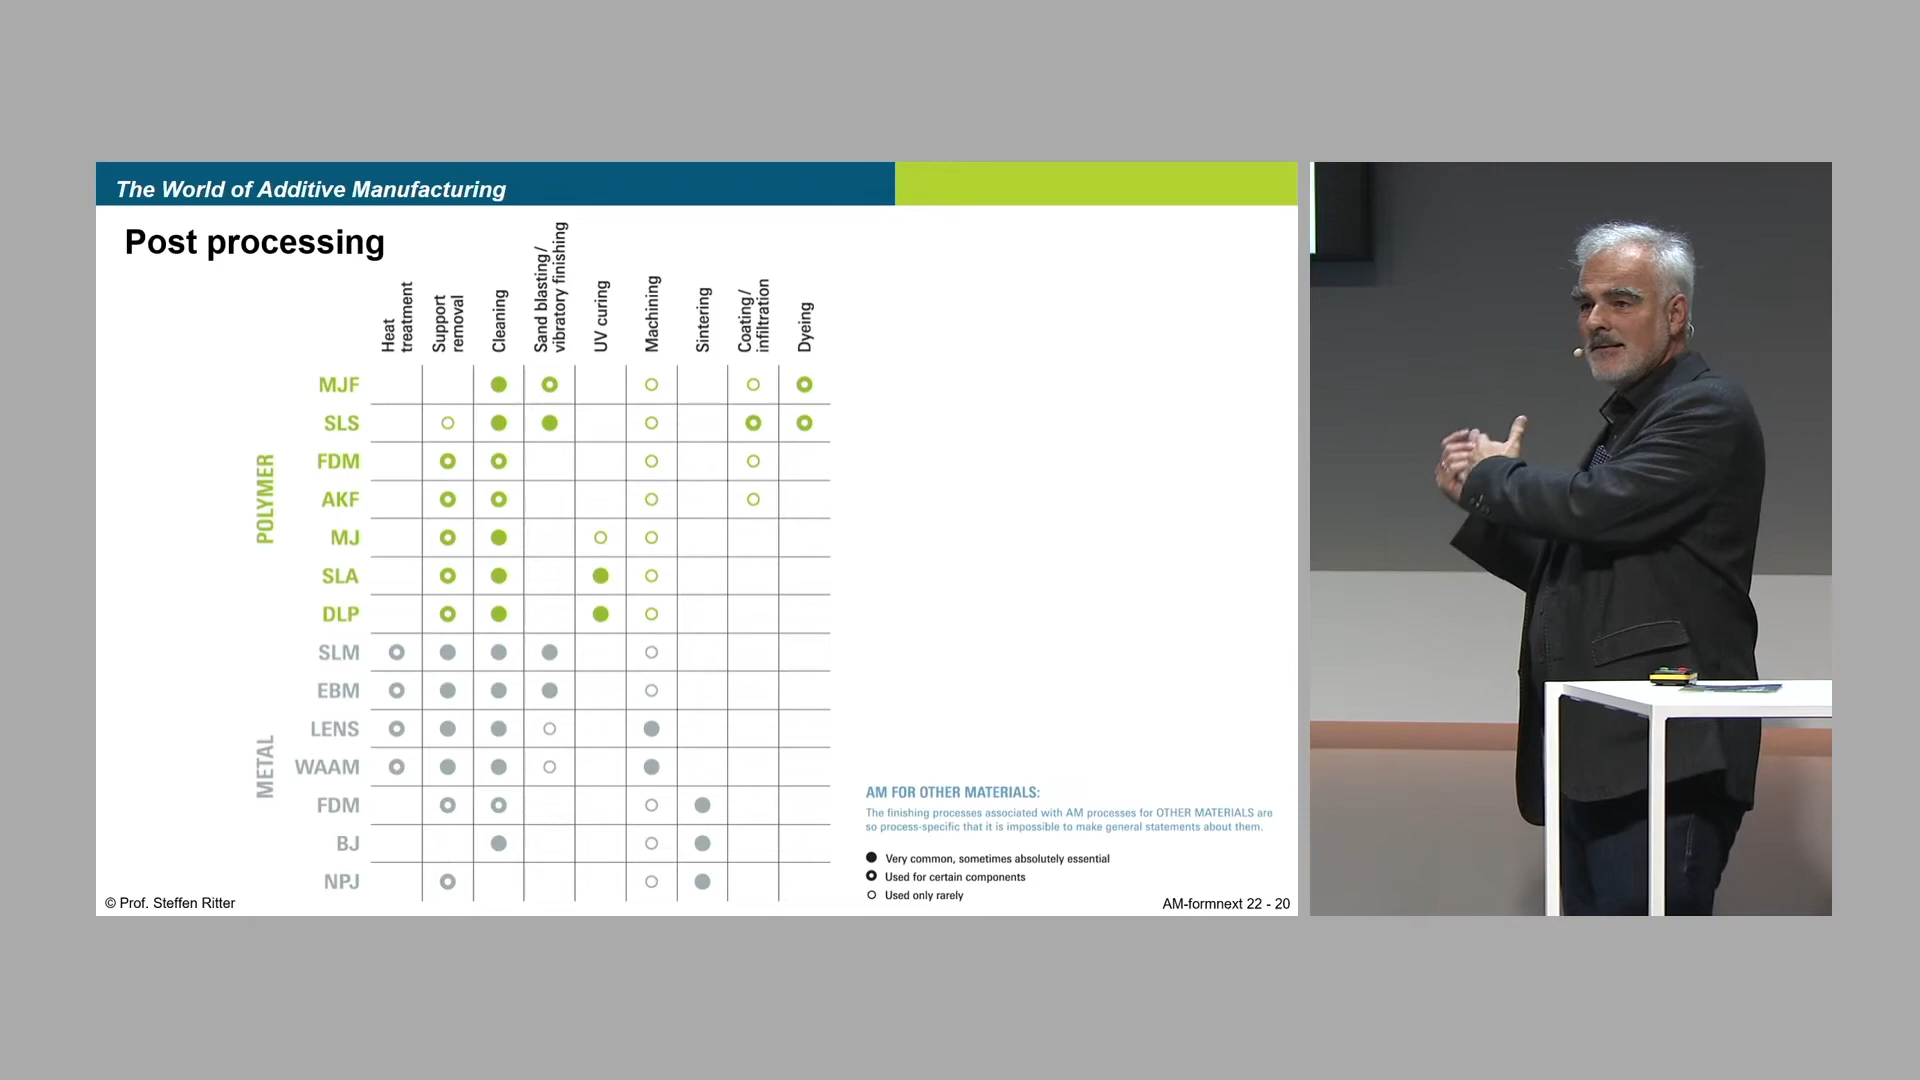 The World of Additive Manufacturing
Post processing
Heat
treatment
Support
removal
Cleaning
Sand blasting/
vibratory finishing
UV curing
Machining
Sintering
Coating/
infiltration
Dyeing
POLYMER
MJF
SLS
FDM
AKF
MJ
SLA
DLP
METAL
SLM
EBM
LENS
WAAM
FDM
BJ
NPJ
AM FOR OTHER MATERIALS:
The finishing processes associated with AM processes for OTHER MATERIALS are
so process-specific that it is impossible to make general statements about them.
Very common, sometimes absolutely essential
Used for certain components
Used only rarely
© Prof. Steffen Ritter
AM-formnext 22 - 20